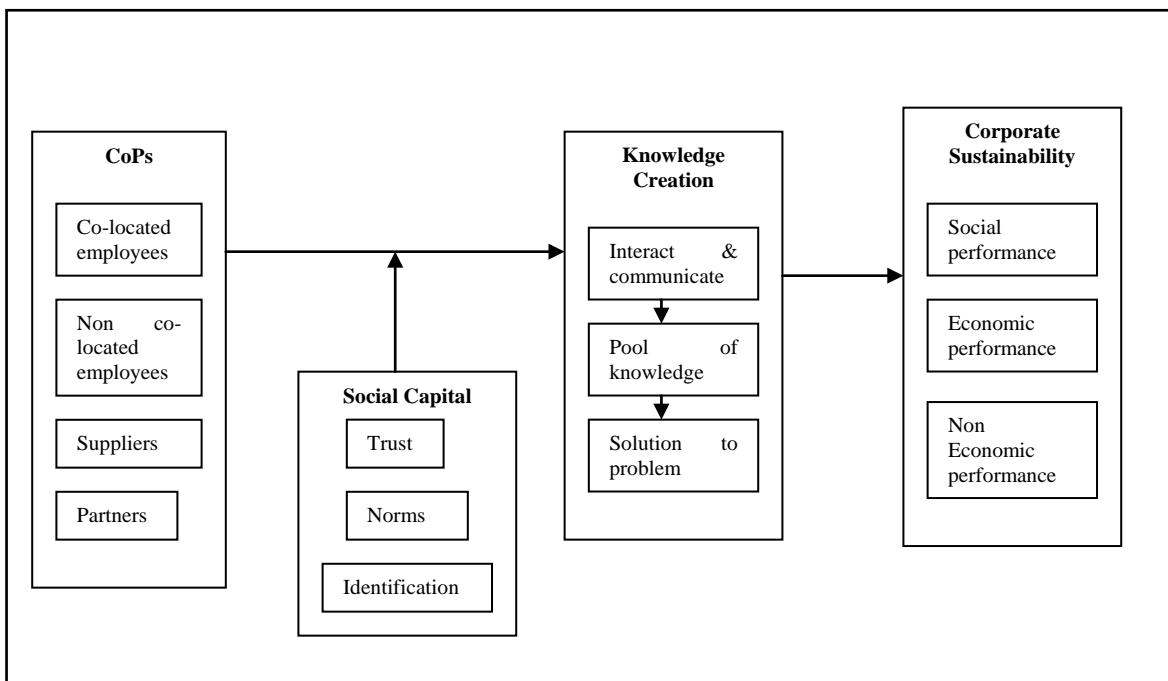 CoPs
Co-located
employees
Non co-
located
employees
Suppliers
Partners
Social Capital
Trust
Norms
Identification
Knowledge
Creation
Interact &
communicate
Pool of
knowledge
Solution to
problem
Corporate
Sustainability
Social
performance
Economic
performance
Non
Economic
performance